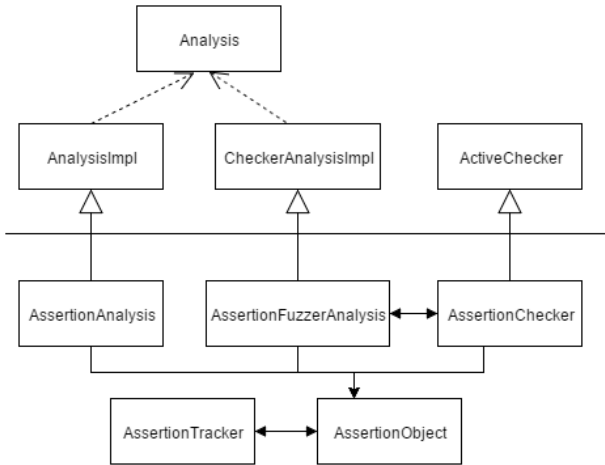 Analysis
AnalysisImpl
CheckerAnalysisImpl
ActiveChecker
AssertionAnalysis
AssertionFuzzerAnalysis
AssertionChecker
AssertionTracker
AssertionObject